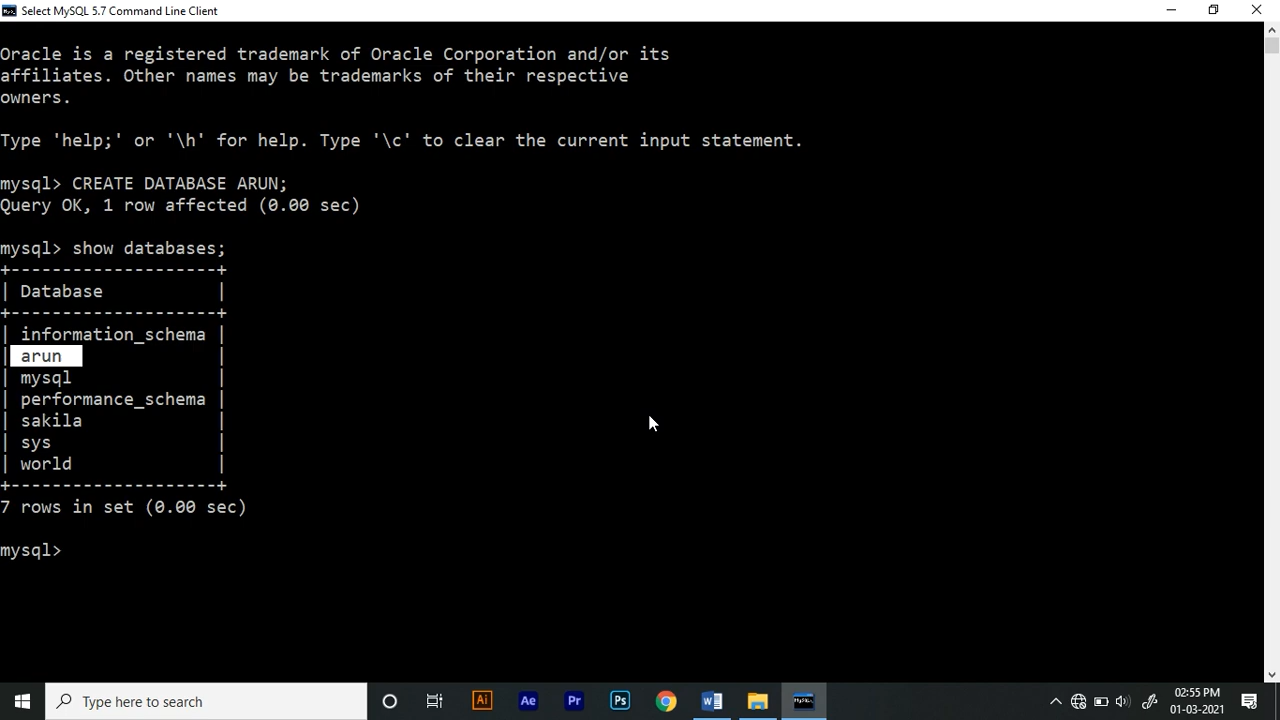 Select MySQL 5.7 Command Line Client
Oracle is a registered trademark of Oracle Corporation and/or its
affiliates. Other names may be trademarks of their respective
owners.
Type 'help;' or '\h' for help. Type '\c' to clear the current input statement.
mysql> CREATE DATABASE ARUN;
Query OK, 1 row affected (0.00 sec)
mysql> show databases;
+--------------------+
| Database           |
+--------------------+
| information_schema |
| arun               |
| mysql              |
| performance_schema |
| sakila             |
| sys                |
| world              |
+--------------------+
7 rows in set (0.00 sec)
mysql>
Type here to search
Ai
Ae
Pr
Ps
02:55 PM
01-03-2021